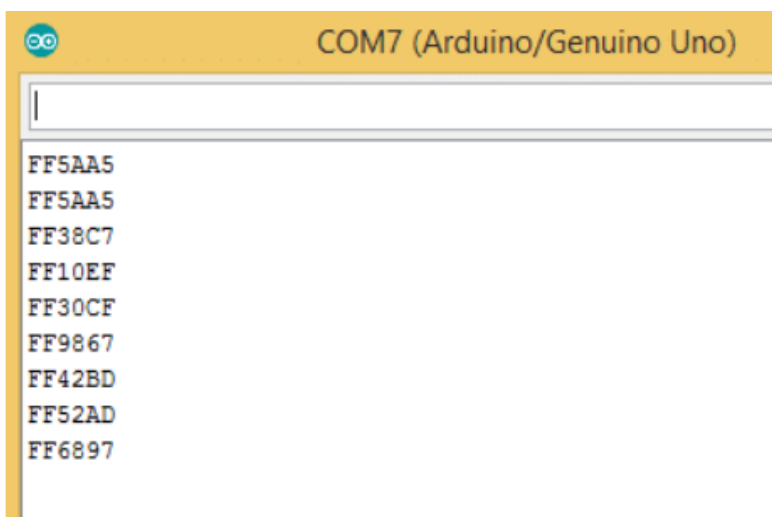 COM7 (Arduino/Genuino Uno)
FF5AA5
FF5AA5
FF38C7
FF10EF
FF30CF
FF9867
FF42BD
FF52AD
FF6897